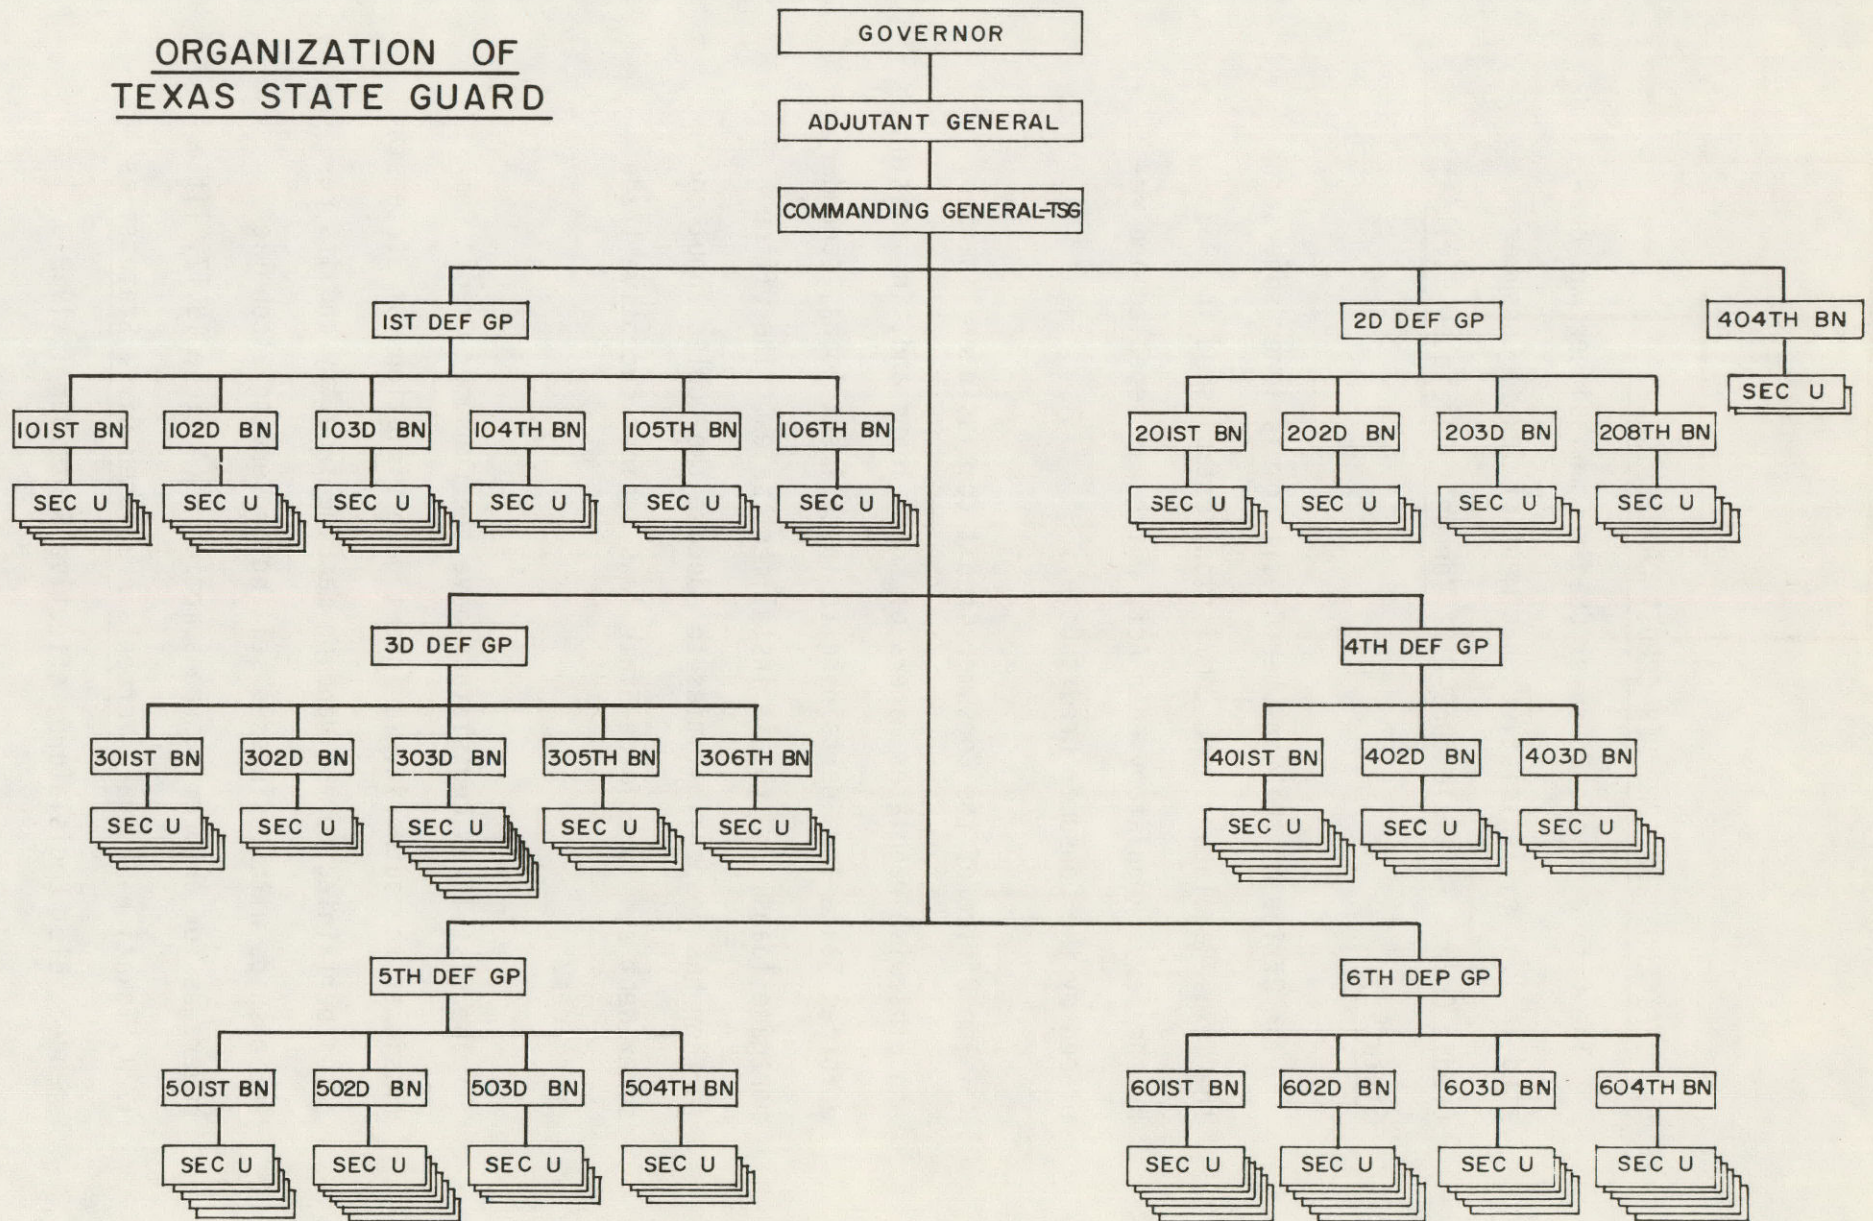 ORGANIZATION OF
TEXAS STATE GUARD
GOVERNOR
ADJUTANT GENERAL
COMMANDING GENERAL-TSG
1ST DEF GP
2D DEF GP
404TH BN
SEC U
101ST BN
102D BN
103D BN
104TH BN
105TH BN
106TH BN
201ST BN
202D BN
203D BN
208TH BN
SEC U
SEC U
SEC U
SEC U
SEC U
SEC U
SEC U
SEC U
SEC U
SEC U
3D DEF GP
4TH DEF GP
301ST BN
302D BN
303D BN
305TH BN
306TH BN
401ST BN
402D BN
403D BN
SEC U
SEC U
SEC U
SEC U
SEC U
SEC U
SEC U
SEC U
5TH DEF GP
6TH DEP GP
501ST BN
502D BN
503D BN
504TH BN
601ST BN
602D BN
603D BN
604TH BN
SEC U
SEC U
SEC U
SEC U
SEC U
SEC U
SEC U
SEC U